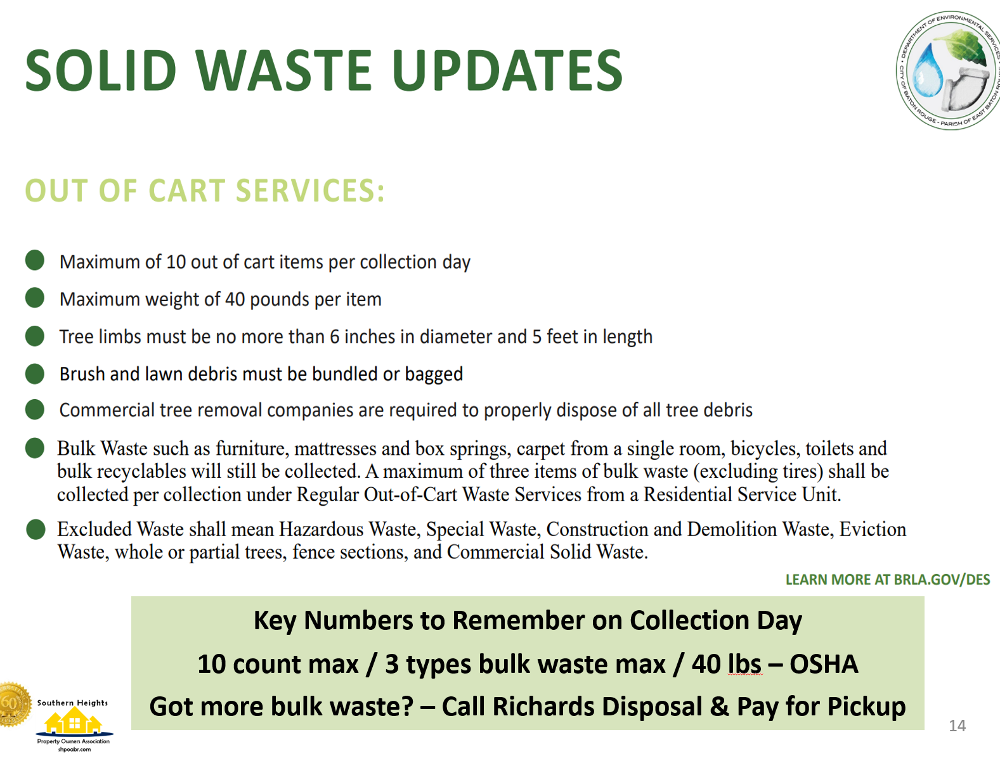 SOLID WASTE UPDATES
• DEPARTMENT OF ENVIRONMENTAL SERVICES •
CITY OF BATON ROUGE - PARISH OF EAST BATON ROUGE
OUT OF CART SERVICES:
Maximum of 10 out of cart items per collection day
Maximum weight of 40 pounds per item
Tree limbs must be no more than 6 inches in diameter and 5 feet in length
Brush and lawn debris must be bundled or bagged
Commercial tree removal companies are required to properly dispose of all tree debris
Bulk Waste such as furniture, mattresses and box springs, carpet from a single room, bicycles, toilets and
bulk recyclables will still be collected. A maximum of three items of bulk waste (excluding tires) shall be
collected per collection under Regular Out-of-Cart Waste Services from a Residential Service Unit.
Excluded Waste shall mean Hazardous Waste, Special Waste, Construction and Demolition Waste, Eviction
Waste, whole or partial trees, fence sections, and Commercial Solid Waste.
LEARN MORE AT BRLA.GOV/DES
Key Numbers to Remember on Collection Day
10 count max / 3 types bulk waste max / 40 lbs – OSHA
Got more bulk waste? – Call Richards Disposal & Pay for Pickup
60
Southern Heights
Property Owners Association
shpoabr.com
14